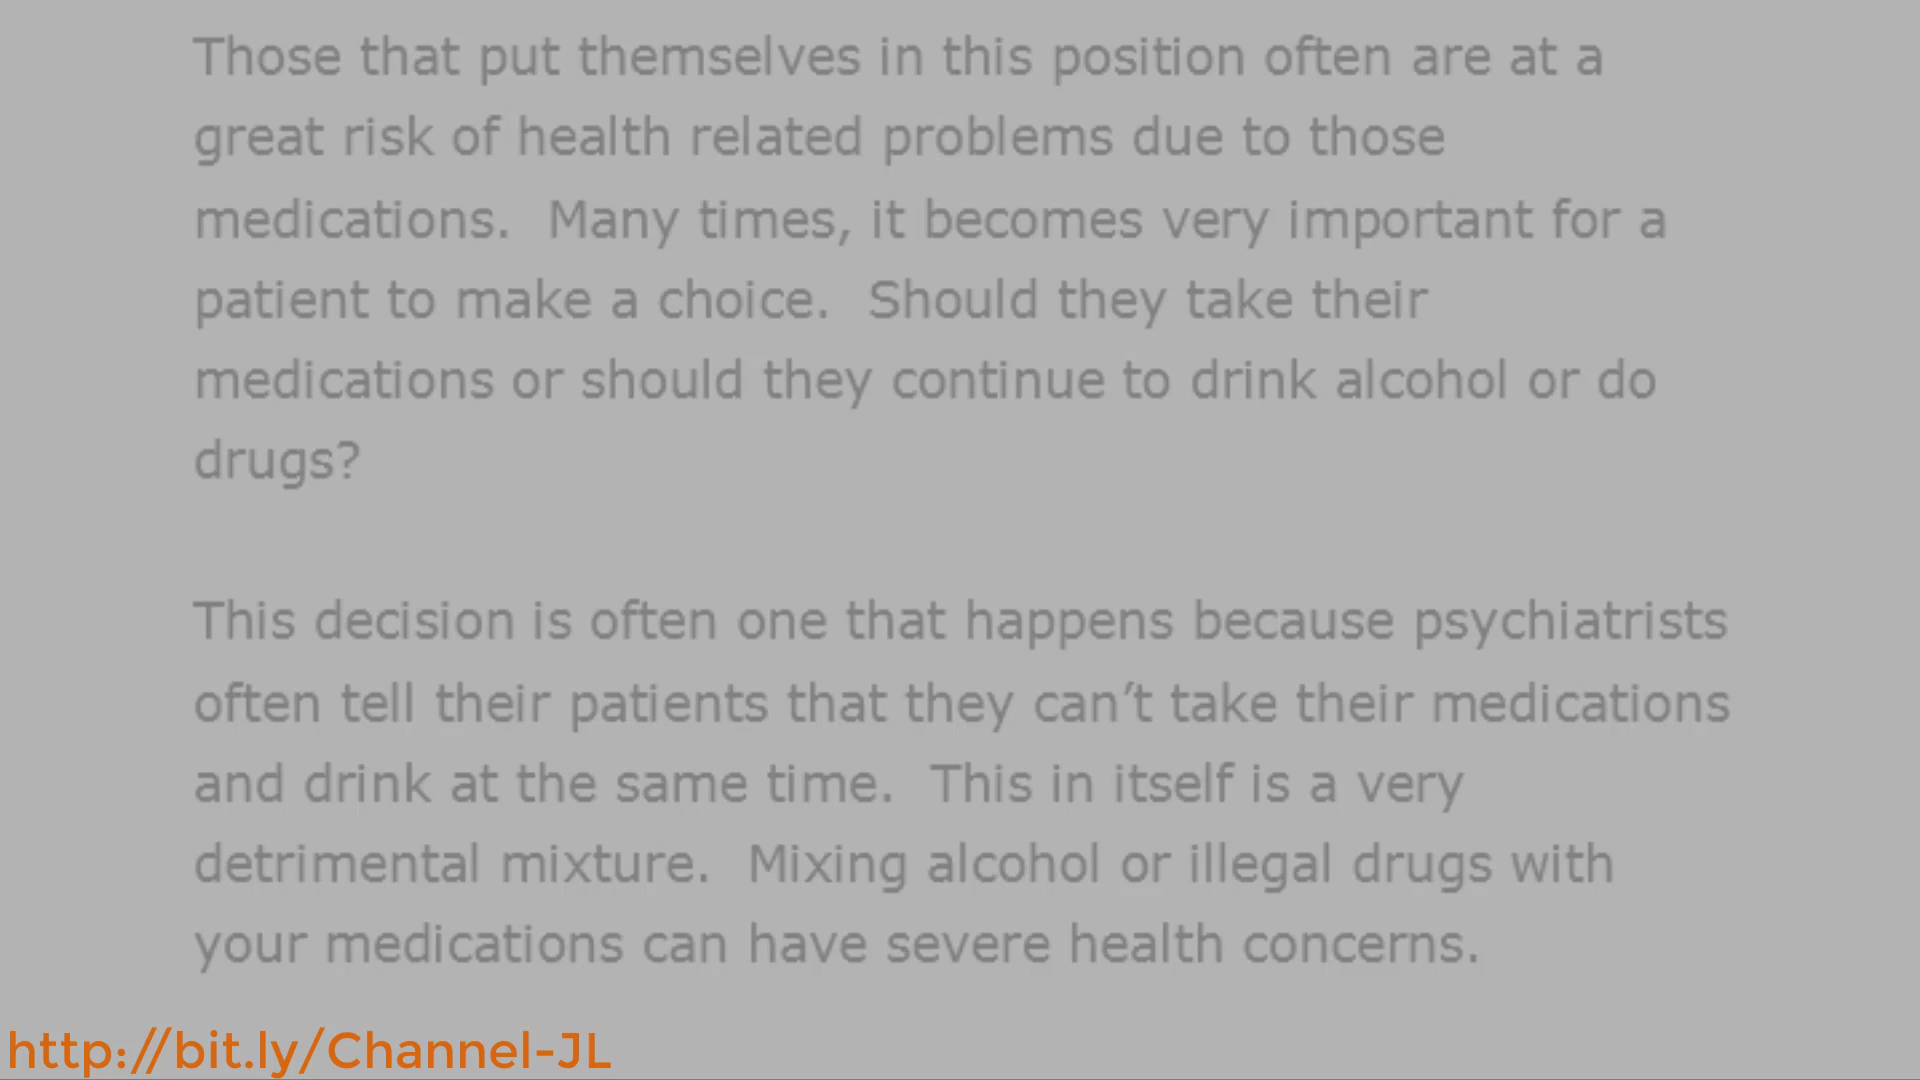 Those that put themselves in this position often are at a
great risk of health related problems due to those
medications.  Many times, it becomes very important for a
patient to make a choice.  Should they take their
medications or should they continue to drink alcohol or do
drugs?
This decision is often one that happens because psychiatrists
often tell their patients that they can’t take their medications
and drink at the same time.  This in itself is a very
detrimental mixture.  Mixing alcohol or illegal drugs with
your medications can have severe health concerns.
http://bit.ly/Channel-JL